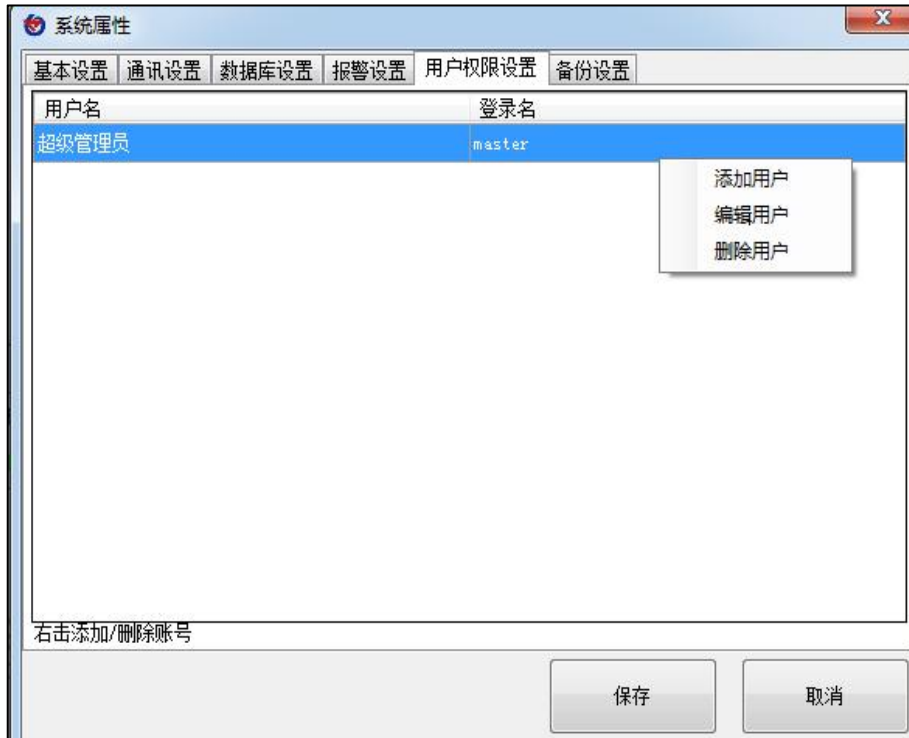 系统属性
基本设置 通讯设置 数据库设置 报警设置 用户权限设置 备份设置
用户名 登录名
超级管理员 master
添加用户
编辑用户
删除用户
右击添加/删除账号
保存 取消